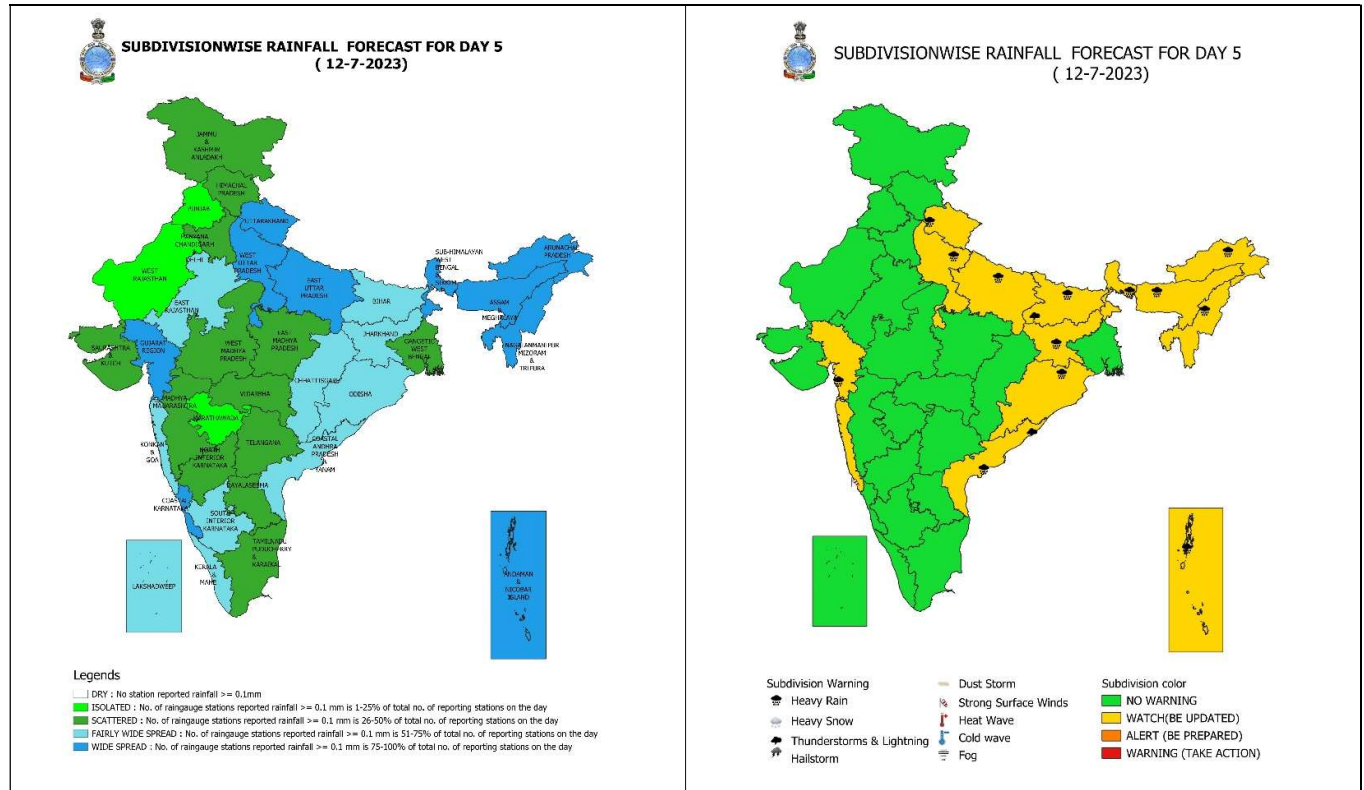 SUBDIVISIONWISE RAINFALL FORECAST FOR DAY 5
( 12-7-2023)
JAMMU
&
KASHMIR
ANLADAKH
HIMACHAL
PRADESH
PUNJAB
UTTARAKHAND
CHANDIGARH
DELHI
WEST
UTTAR
PRADESH
EAST
UTTAR
PRADESH
WEST
RAJASTHAN
EAST
RAJASTHAN
SUB-HIMALAYAN
WEST
BENGAL
&
SIKKIM
ARUNACHAL
PRADESH
ASSAM
&
MEGHALAYA
MIZORAM
&
TRIPURA
BIHAR
JHARKHAND
GANGETIC
WEST
BENGAL
GUJARAT
REGION
SAURASHTRA
&
KUTCH
WEST
MADHYA
PRADESH
EAST
MADHYA
PRADESH
CHHATTISGARH
ODISHA
VIDARBHA
MADHYA
MAHARASHTRA
MARATHAWADA
KONKAN
&
GOA
TELANGANA
COASTAL
ANDHRA
PRADESH
&
YANAM
NORTH
INTERIOR
KARNATAKA
RAYALASEEMA
COASTAL
KARNATAKA
SOUTH
INTERIOR
KARNATAKA
TAMILNADU
PUDUCHERRY
&
KARAIKAL
KERALA
&
MAHE
LAKSHADWEEP
ANDAMAN
&
NICOBAR
ISLAND
Legends
DRY : No station reported rainfall >= 0.1mm
ISOLATED : No. of raingauge stations reported rainfall >= 0.1 mm is 1-25% of total no. of reporting stations on the day
SCATTERED : No. of raingauge stations reported rainfall >= 0.1 mm is 26-50% of total no. of reporting stations on the day
FAIRLY WIDE SPREAD : No. of raingauge stations reported rainfall >= 0.1 mm is 51-75% of total no. of reporting stations on the day
WIDE SPREAD : No. of raingauge stations reported rainfall >= 0.1 mm is 75-100% of total no. of reporting stations on the day
SUBDIVISIONWISE RAINFALL FORECAST FOR DAY 5
( 12-7-2023)
Subdivision Warning
Heavy Rain
Heavy Snow
Thunderstorms & Lightning
Hailstorm
Dust Storm
Strong Surface Winds
Heat Wave
Cold wave
Fog
Subdivision color
NO WARNING
WATCH(BE UPDATED)
ALERT (BE PREPARED)
WARNING (TAKE ACTION)